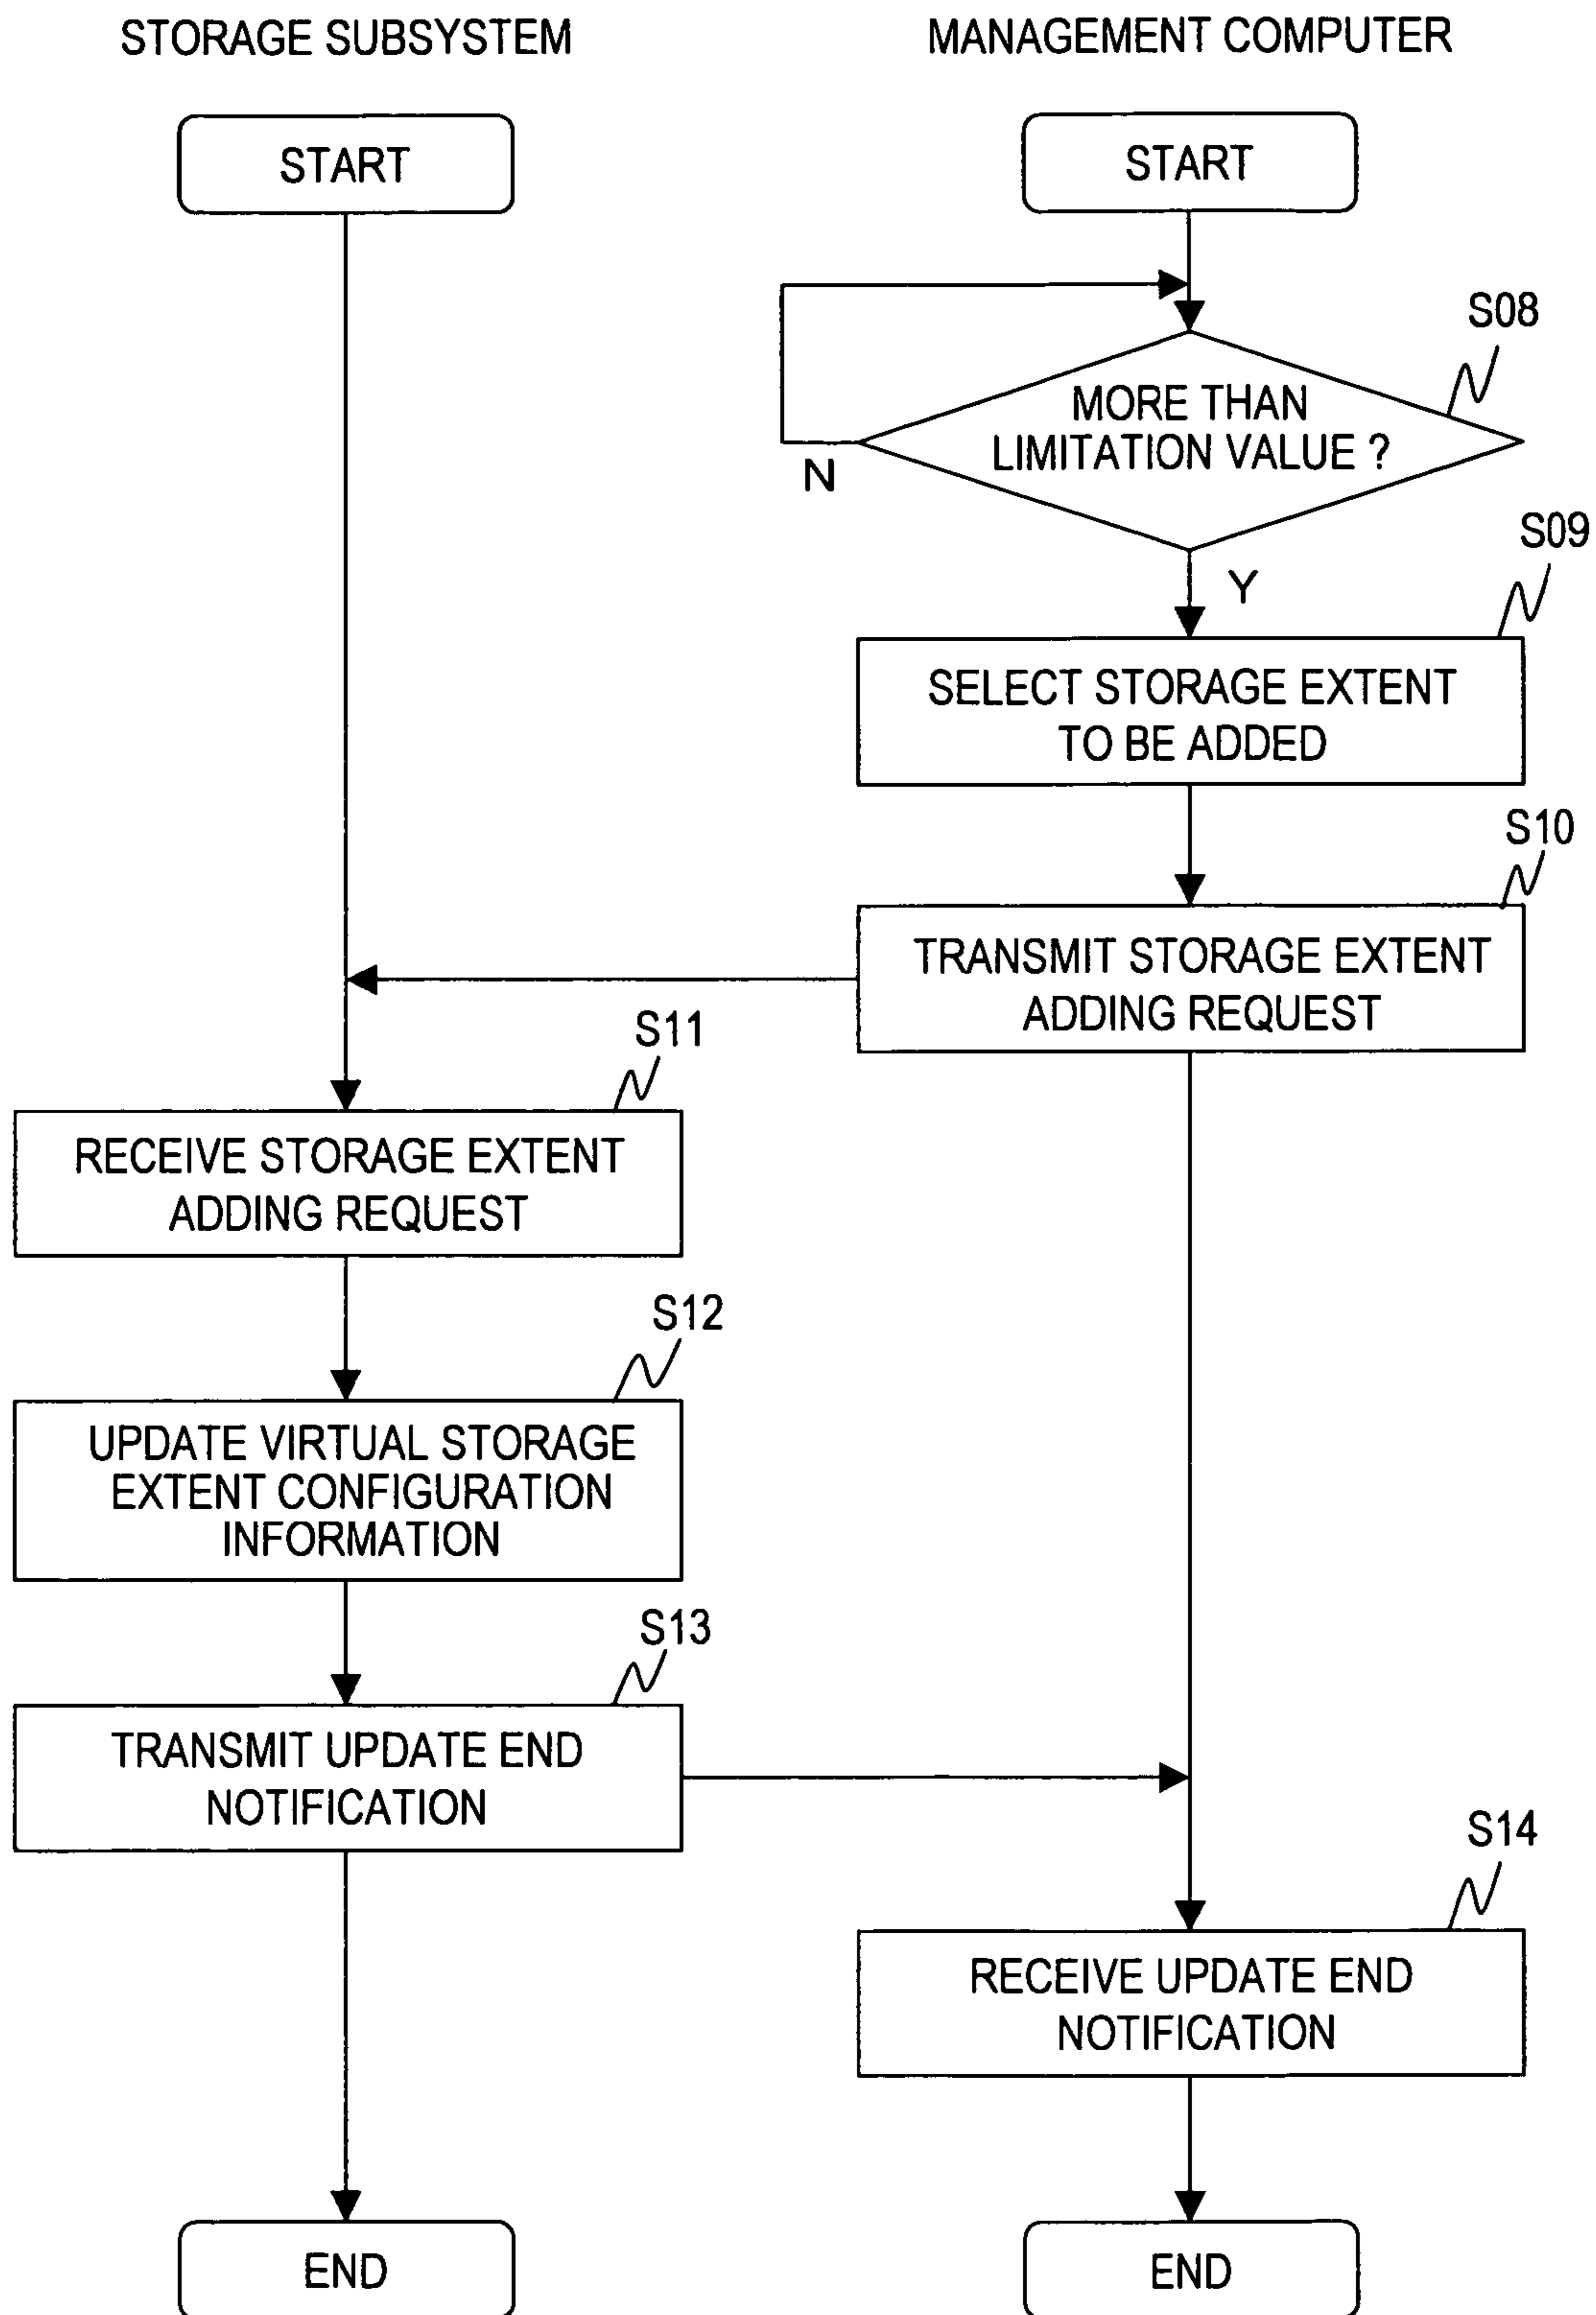 STORAGE SUBSYSTEM
MANAGEMENT COMPUTER
START
START
S08
MORE THAN
LIMITATION VALUE ?
N
Y
S09
SELECT STORAGE EXTENT
TO BE ADDED
S10
TRANSMIT STORAGE EXTENT
ADDING REQUEST
S11
RECEIVE STORAGE EXTENT
ADDING REQUEST
S12
UPDATE VIRTUAL STORAGE
EXTENT CONFIGURATION
INFORMATION
S13
TRANSMIT UPDATE END
NOTIFICATION
S14
RECEIVE UPDATE END
NOTIFICATION
END
END